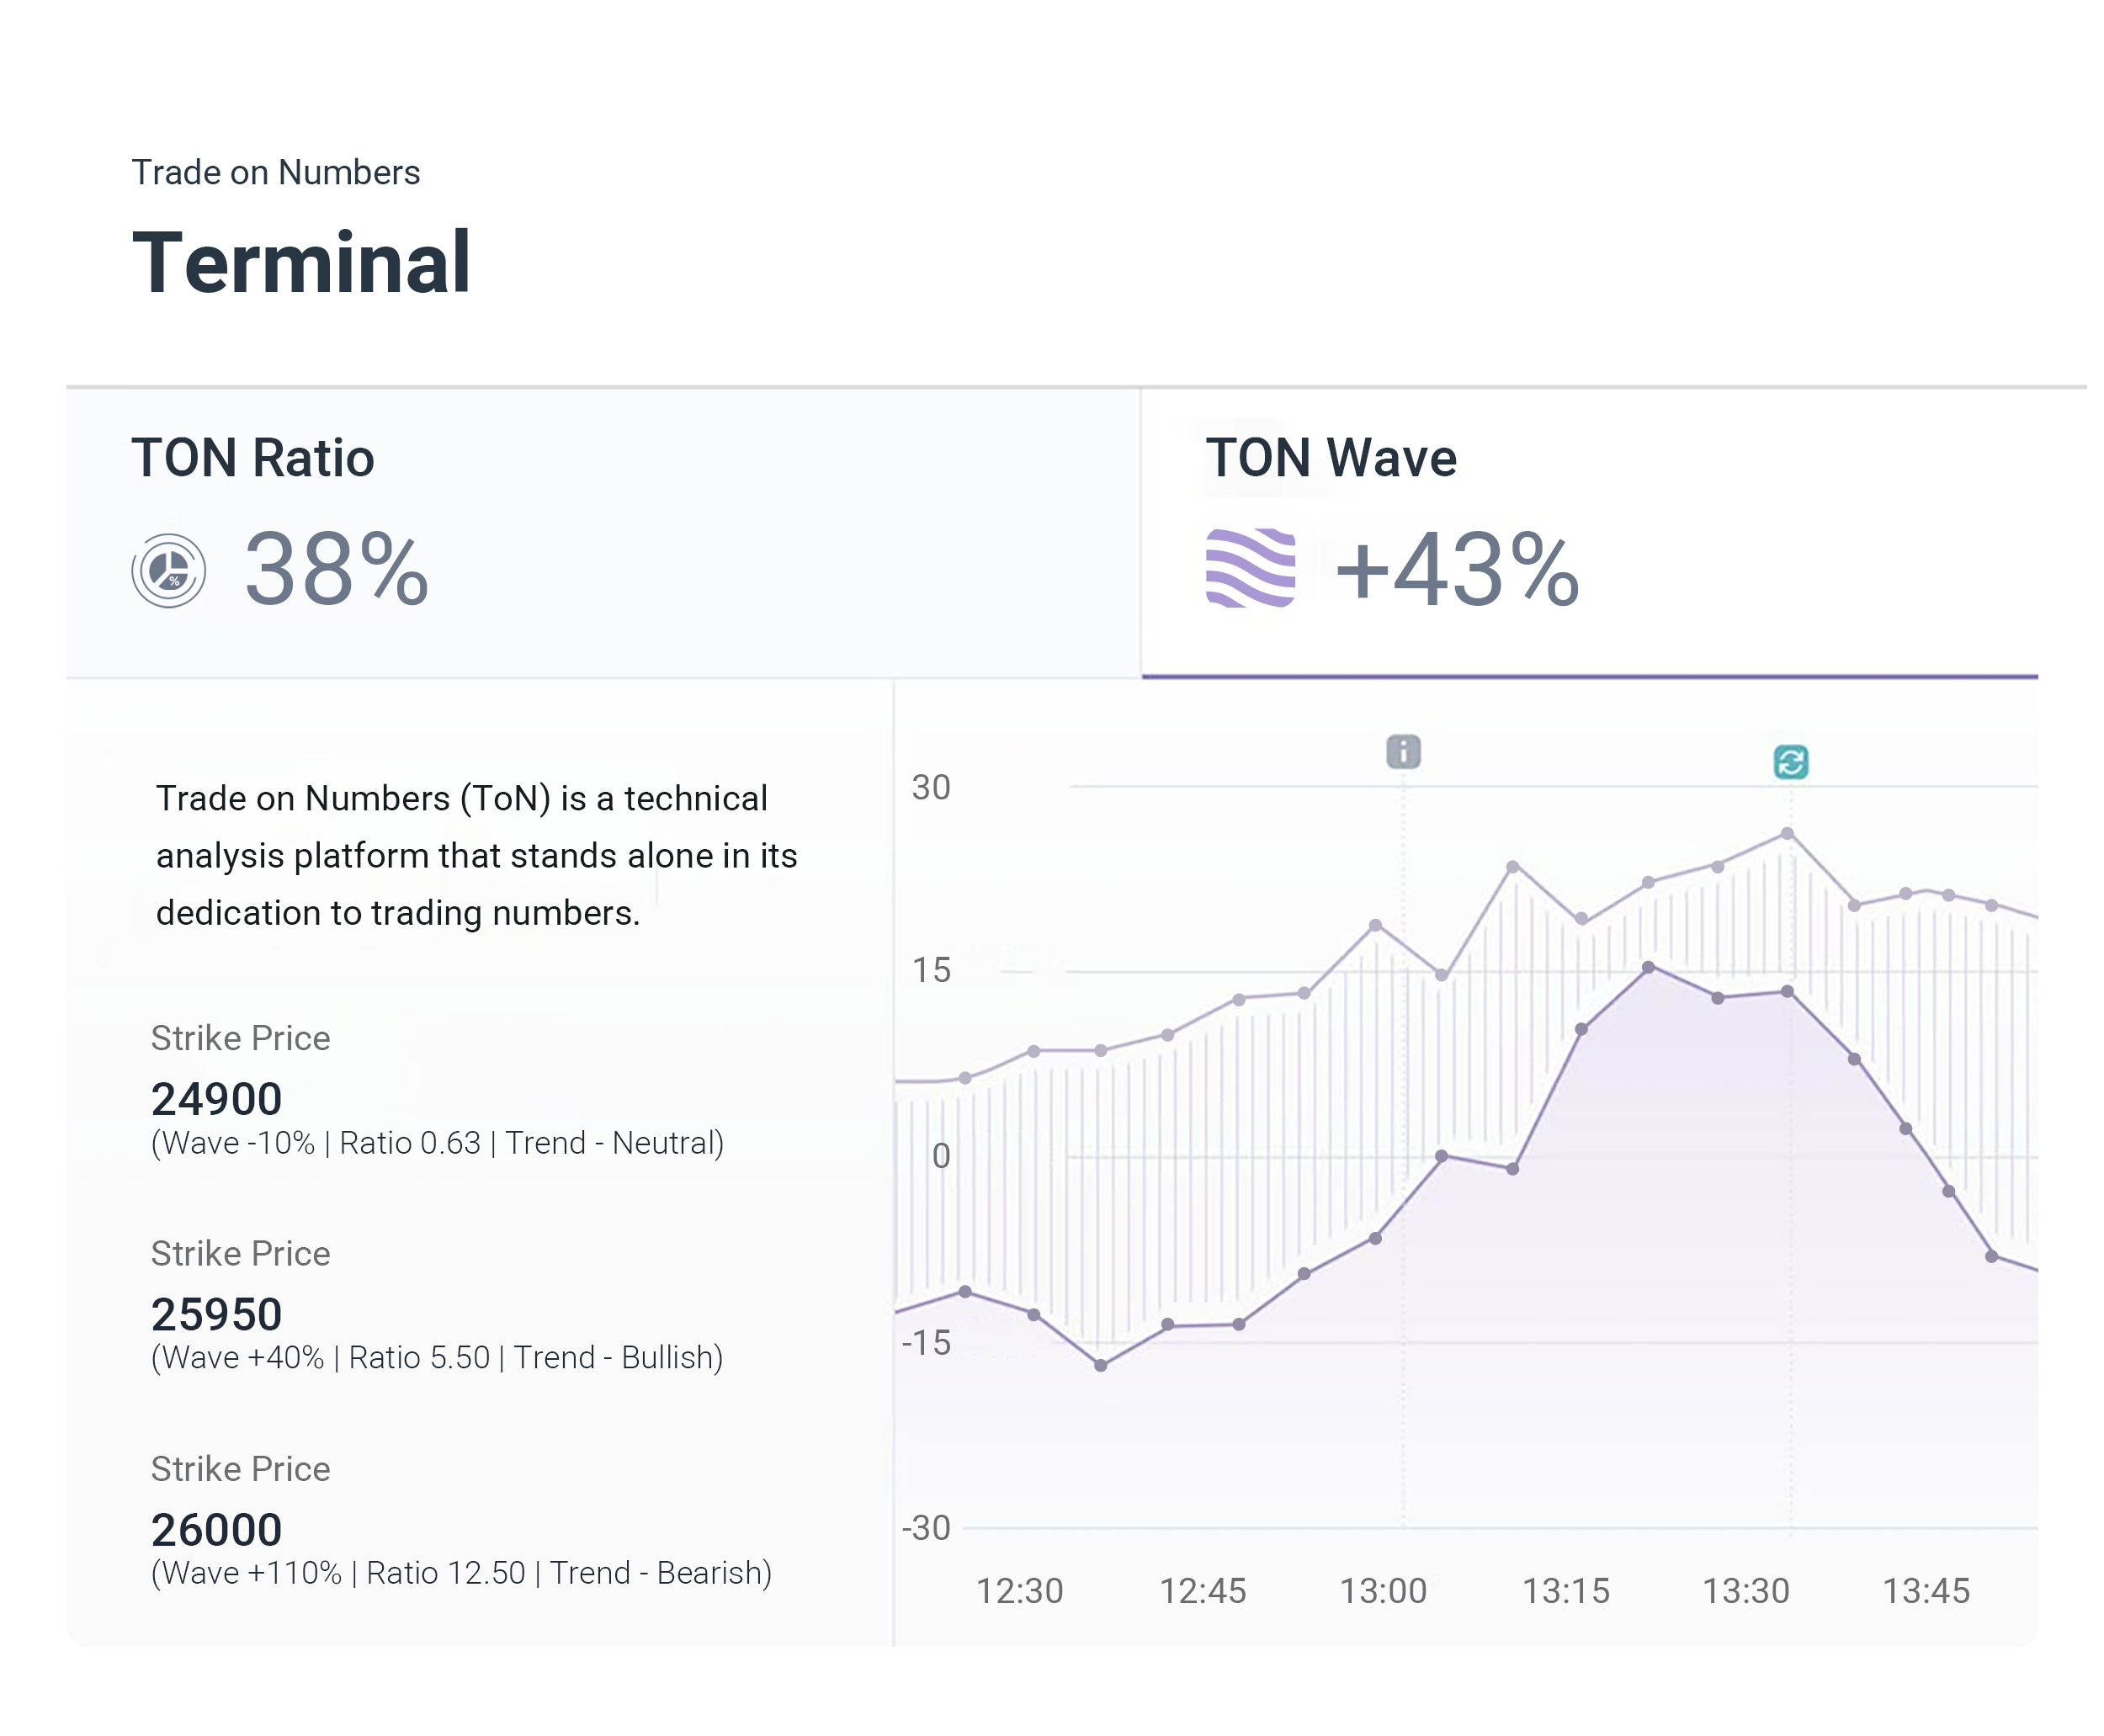 Trade on Numbers
Terminal
TON Ratio
38%
TON Wave
+43%
Trade on Numbers (ToN) is a technical
analysis platform that stands alone in its
dedication to trading numbers.
Strike Price
24900
(Wave -10% | Ratio 0.63 | Trend - Neutral)
Strike Price
25950
(Wave +40% | Ratio 5.50 | Trend - Bullish)
Strike Price
26000
(Wave +110% | Ratio 12.50 | Trend - Bearish)
30
15
0
-15
-30
12:30 12:45 13:00 13:15 13:30 13:45